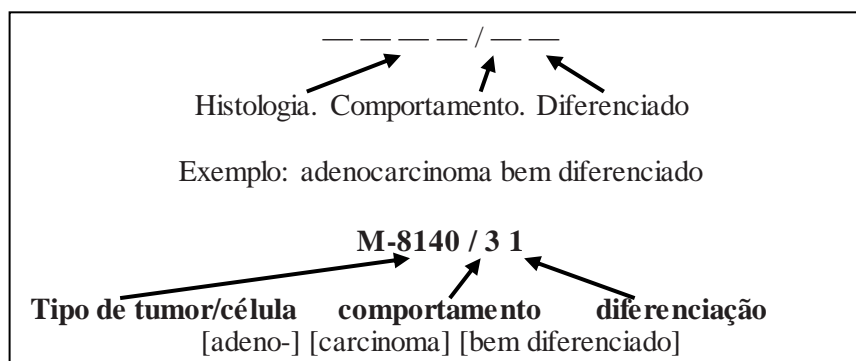 — — — — / — —
Histologia. Comportamento. Diferenciado
Exemplo: adenocarcinoma bem diferenciado
M-8140 / 3 1
Tipo de tumor/célula comportamento diferenciação
[adeno-] [carcinoma] [bem diferenciado]